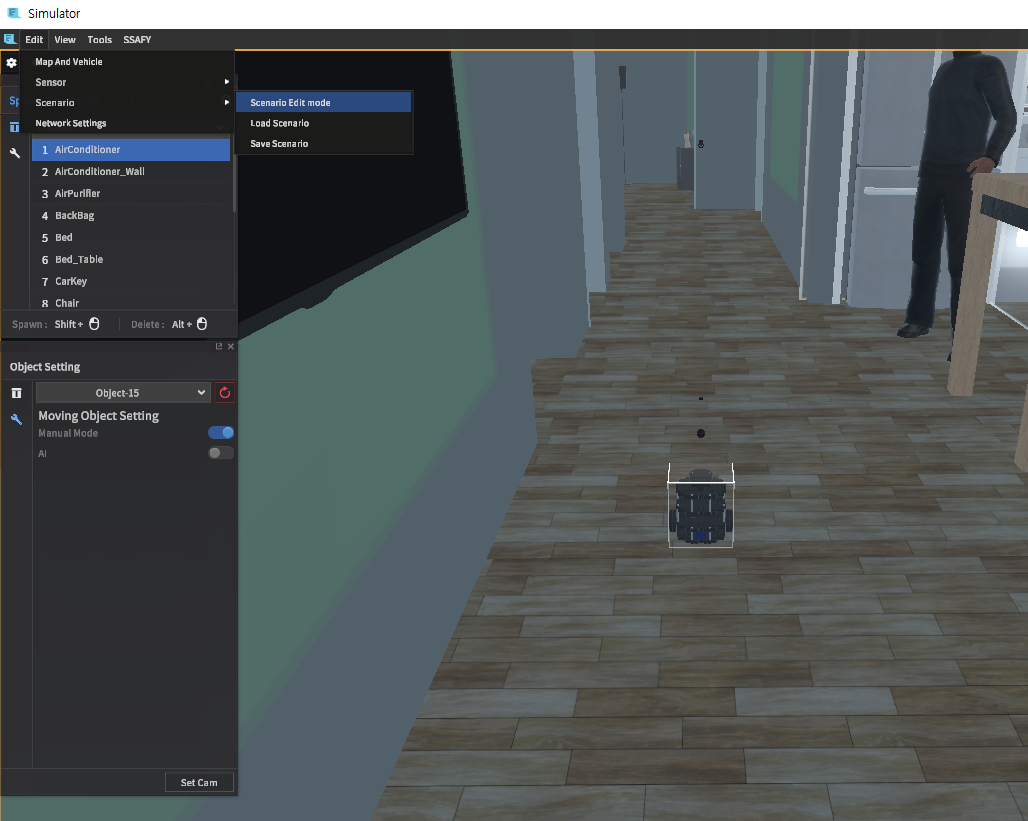 Simulator
Edit View Tools SSAFY
Map And Vehicle
Sensor
Scenario
Network Settings
Scenario Edit mode
Load Scenario
Save Scenario
1 AirConditioner
2 AirConditioner_Wall
3 AirPurifier
4 BackBag
5 Bed
6 Bed_Table
7 CarKey
8 Chair
Spawn : Shift + Delete : Alt +
Object Setting
Object-15
Moving Object Setting
Manual Mode
AI
Set Cam